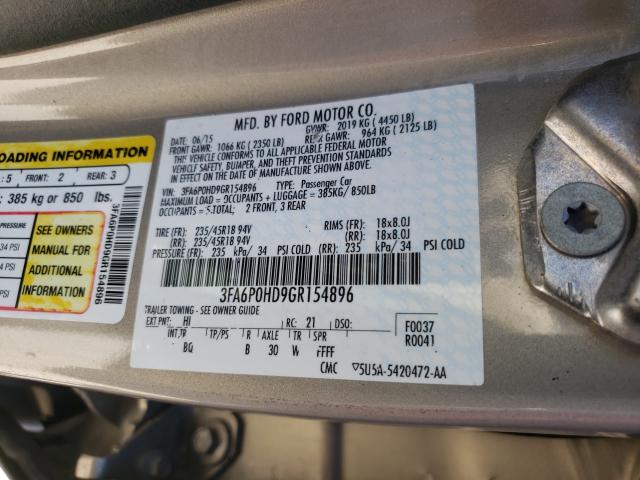 LOADING INFORMATION
: 5 FRONT: 2 REAR: 3
: 385 kg or 850 lbs.
PRESSURE
34 PSI
34 PSI
SEE OWNERS
MANUAL FOR
ADDITIONAL
INFORMATION
3FA6P0HD9GR154896
MFD. BY FORD MOTOR CO.
DATE: 06/15 GVWR: 2019 KG ( 4450 LB)
FRONT GAWR: 1066 KG ( 2350 LB) REAR GAWR: 964 KG ( 2125 LB)
THIS VEHICLE CONFORMS TO ALL APPLICABLE FEDERAL MOTOR
VEHICLE SAFETY, BUMPER, AND THEFT PREVENTION STANDARDS
IN EFFECT ON THE DATE OF MANUFACTURE SHOWN ABOVE.
VIN: 3FA6P0HD9GR154896 TYPE: Passenger Car
MAXIMUM LOAD = OCCUPANTS + LUGGAGE = 385KG/850LB
OCCUPANTS = 5.TOTAL: 2 FRONT, 3 REAR
TIRE (FR): 235/45R18 94V RIMS (FR): 18x8.0J
(RR): 235/45R18 94V (RR): 18x8.0J
PRESSURE (FR): 235 kPa/ 34 PSI COLD (RR): 235 kPa/ 34 PSI COLD
3FA6P0HD9GR154896
TRAILER TOWING - SEE OWNER GUIDE
EXT PNT: HI RC: 21 DSO:
INT TR TP/PS R AXLE TR SPR
BQ B 30 W FFFF
F0037
R0041
CMC ▽5U5A-5420472-AA